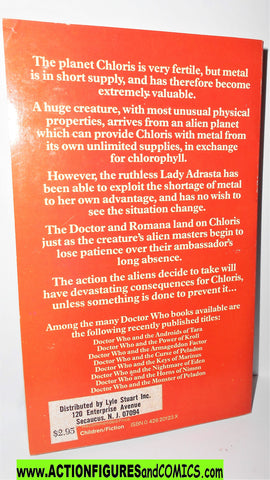 The planet Chloris is very fertile, but metal
is in short supply, and has therefore become
extremely valuable.
A huge creature, with most unusual physical
properties, arrives from an alien planet
which can provide Chloris with metal from
its own unlimited supplies, in exchange
for chlorophyll.
However, the ruthless Lady Adrasta has
been able to exploit the shortage of metal
to her own advantage, and has no wish to
see the situation change.
The Doctor and Romana land on Chloris
just as the creature's alien masters begin to
lose patience over their ambassador's
long absence.
The action the aliens decide to take will
have devastating consequences for Chloris,
unless something is done to prevent it...
Among the many Doctor Who books available are
the following recently published titles:
Doctor Who and the Androids of Tara
Doctor Who and the Power of Kroll
Doctor Who and the Armageddon Factor
Doctor Who and the Curse of Peladon
Doctor Who and the Keys of Marinus
Doctor Who and the Nightmare of Eden
Doctor Who and the Horns of Nimon
Doctor Who and the Monster of Peladon
Distributed by Lyle Stuart Inc.
120 Enterprise Avenue
Secaucus, N.J. 07094
$2.95 Children/Fiction ISBN 0 426 20123 X
www.ACTIONFIGURESandCOMICS.com